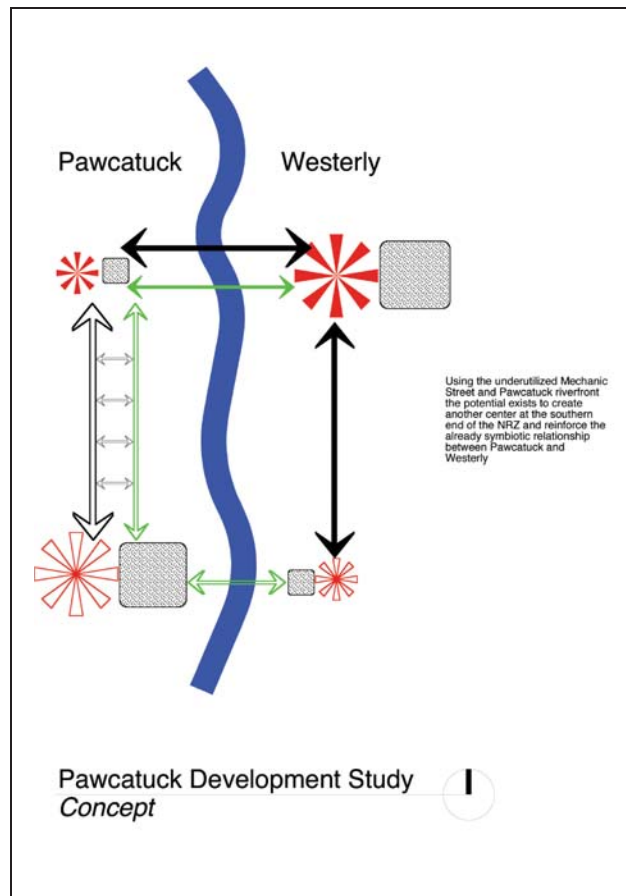 Pawcatuck
Westerly
Using the underutilized Mechanic
Street and Pawcatuck riverfront
the potential exists to create
another center at the southern
end of the NRZ and reinforce the
already symbiotic relationship
between Pawcatuck and
Westerly
Pawcatuck Development Study
Concept